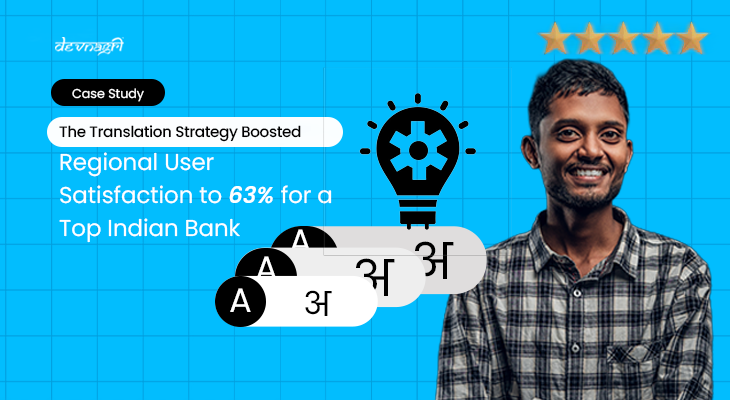 devnagri
Case Study
The Translation Strategy Boosted
Regional User
Satisfaction to 63% for a
Top Indian Bank
A अ
A अ
A अ